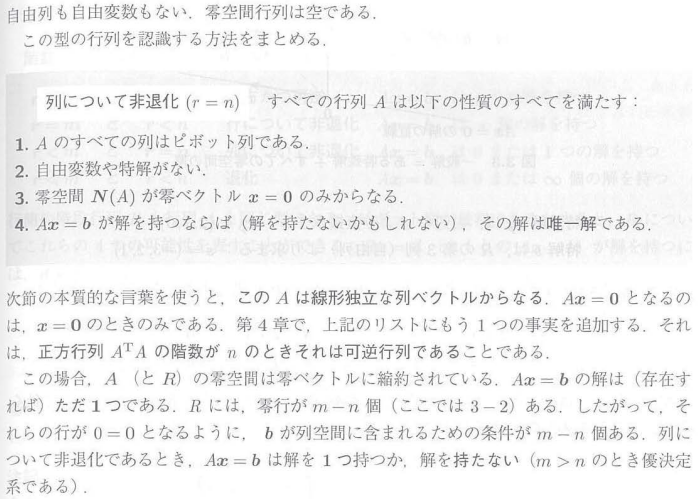 自由列も自由変数もない．零空間行列は空である．
この型の行列を認識する方法をまとめる．
列について非退化 (r = n)　すべての行列 A は以下の性質のすべてを満たす：
1. A のすべての列はピボット列である．
2. 自由変数や特解がない．
3. 零空間 N(A) が零ベクトル x = 0 のみからなる．
4. Ax = b が解を持つならば（解を持たないかもしれない），その解は唯一解である．
次節の本質的な言葉を使うと，この A は線形独立な列ベクトルからなる．Ax = 0 となるの
は，x = 0 のときのみである．第 4 章で，上記のリストにもう 1 つの事実を追加する．それ
は，正方行列 AᵀA の階数が n のときそれは可逆行列であることである．
この場合，A （と R）の零空間は零ベクトルに縮約されている．Ax = b の解は（存在す
れば）ただ 1 つである．R には，零行が m − n 個（ここでは 3 − 2）ある．したがって，そ
れらの行が 0 = 0 となるように，b が列空間に含まれるための条件が m − n 個ある．列に
ついて非退化であるとき，Ax = b は解を 1 つ持つか，解を持たない（m > n のとき優決定
系である）．